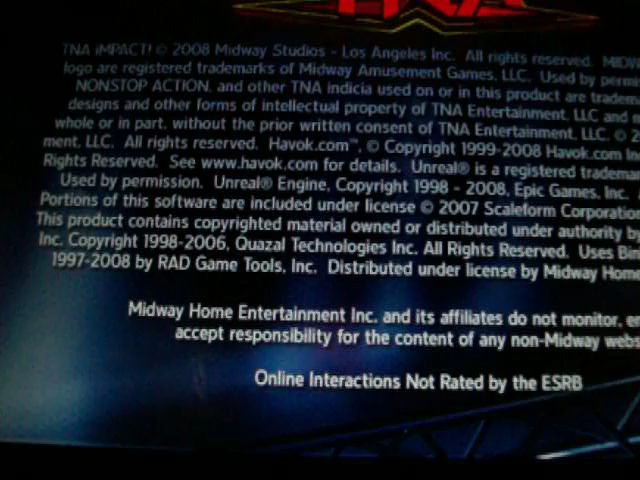 TNA
TNA iMPACT! © 2008 Midway Studios - Los Angeles Inc. All rights reserved.
logo are registered trademarks of Midway Amusement Games, LLC. Used by
NONSTOP ACTION, and other TNA indicia used on or in this product are
designs and other forms of intellectual property of TNA Entertainment, LLC and
whole or in part, without the prior written consent of TNA Entertainment, LLC. ©
ment, LLC. All rights reserved. Havok.com™, © Copyright 1999-2008 Havok.com
Rights Reserved. See www.havok.com for details. Unreal® is a registered
Used by permission. Unreal® Engine, Copyright 1998 - 2008, Epic Games, Inc.
Portions of this software are included under license © 2007 Scaleform
This product contains copyrighted material owned or distributed under authority by
Inc. Copyright 1998-2006, Quazal Technologies Inc. All Rights Reserved. Uses
1997-2008 by RAD Game Tools, Inc. Distributed under license by Midway
Midway Home Entertainment Inc. and its affiliates do not monitor,
accept responsibility for the content of any non-Midway
Online Interactions Not Rated by the ESRB